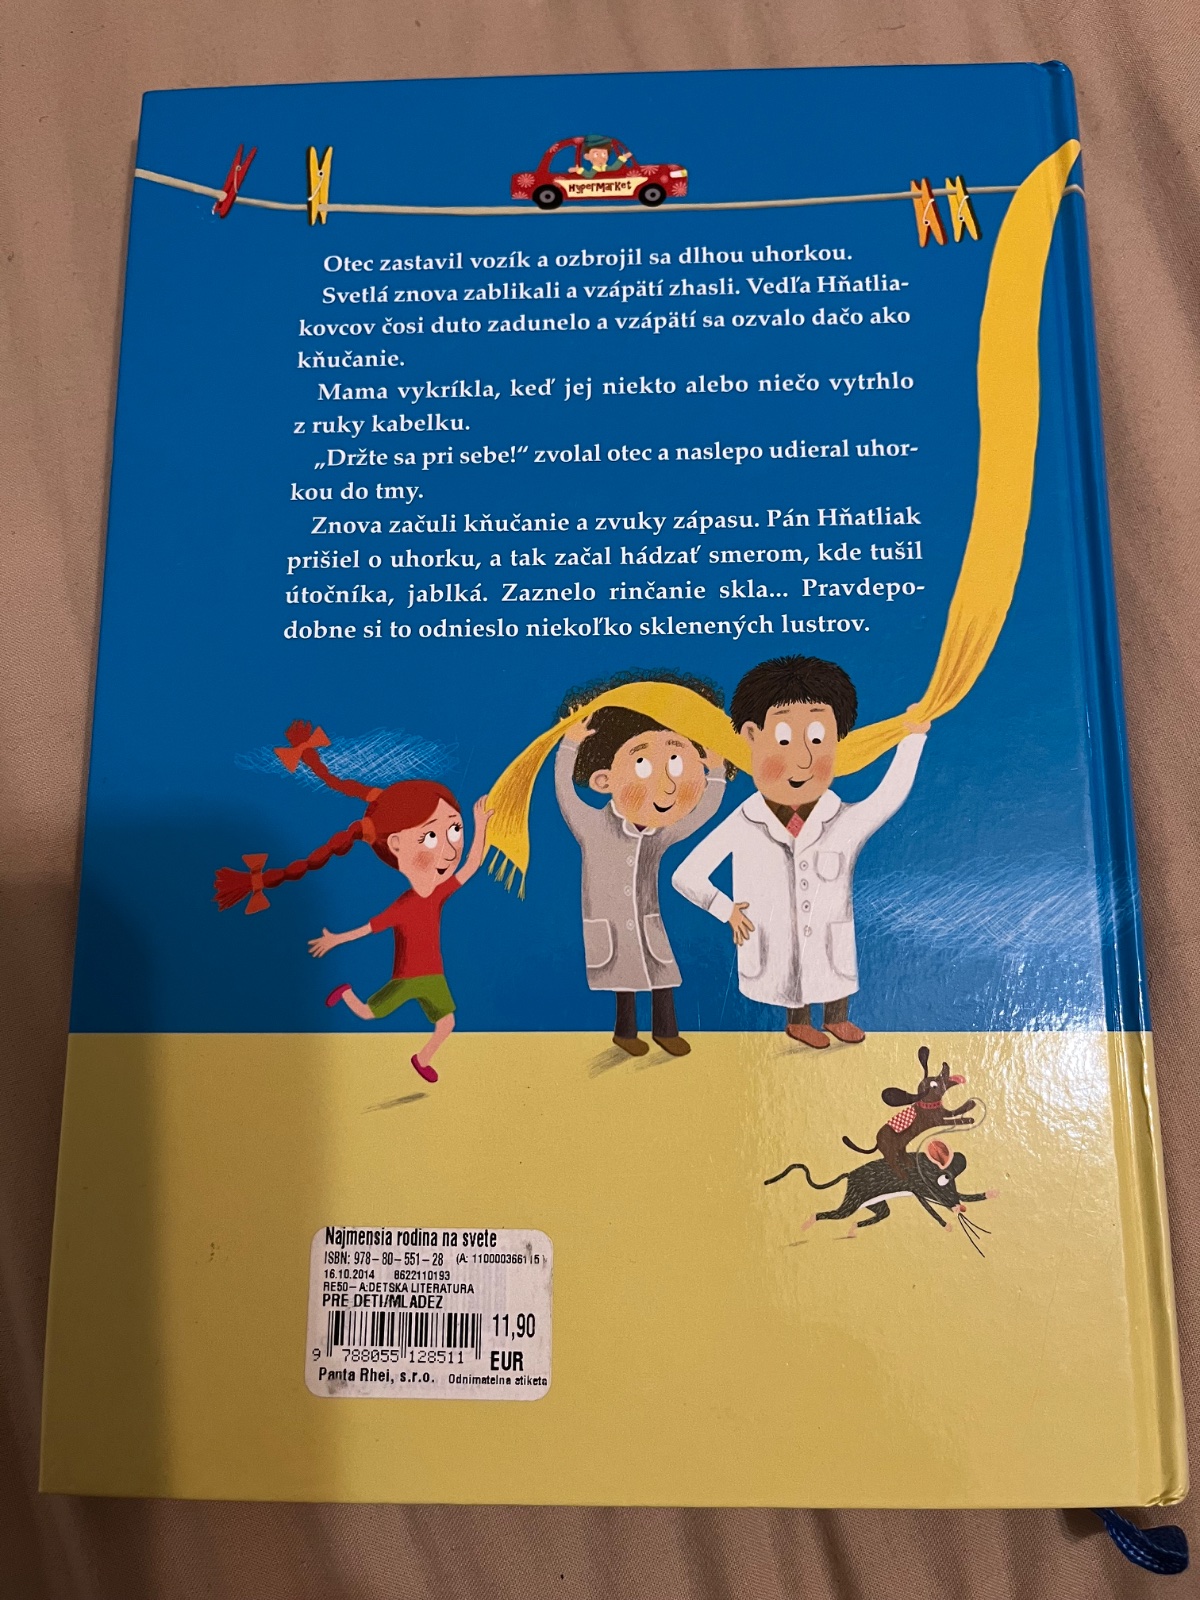 HyperMarket
Otec zastavil vozík a ozbrojil sa dlhou uhorkou.
Svetlá znova zablikali a vzápätí zhasli. Vedľa Hňatlia-
kovcov čosi duto zadunelo a vzápätí sa ozvalo dačo ako
kňučanie.
Mama vykríkla, keď jej niekto alebo niečo vytrhlo
z ruky kabelku.
„Držte sa pri sebe!“ zvolal otec a naslepo udieral uhor-
kou do tmy.
Znova začuli kňučanie a zvuky zápasu. Pán Hňatliak
prišiel o uhorku, a tak začal hádzať smerom, kde tušil
útočníka, jablká. Zaznelo rinčanie skla... Pravdepo-
dobne si to odnieslo niekoľko sklenených lustrov.
Najmensia rodina na svete
ISBN: 978-80-551-28 (A: 110000366115)
16.10.2014 8622110193
RE50-A:DETSKA LITERATURA
PRE DETI/MLADEZ
11,90
EUR
9 788055 128511
Panta Rhei, s.r.o. Odnimatelna etiketa